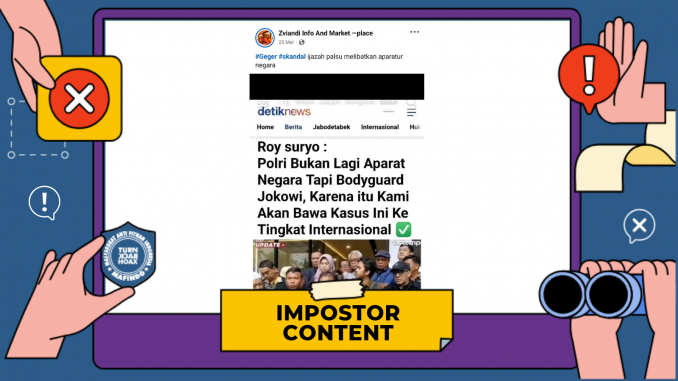 Zviandi Info And Market —place
25 Mei
#Geger #skandal ijazah palsu melibatkan aparatur
negara
detiknews
Home Berita Jabodetabek Internasional Hu
Roy suryo :
Polri Bukan Lagi Aparat
Negara Tapi Bodyguard
Jokowi, Karena itu Kami
Akan Bawa Kasus Ini Ke
Tingkat Internasional
UPDATE
MASYARAKAT ANTI FITNAH INDONESIA
TURN
BACK
HOAX
MAFINDO
IMPOSTOR
CONTENT